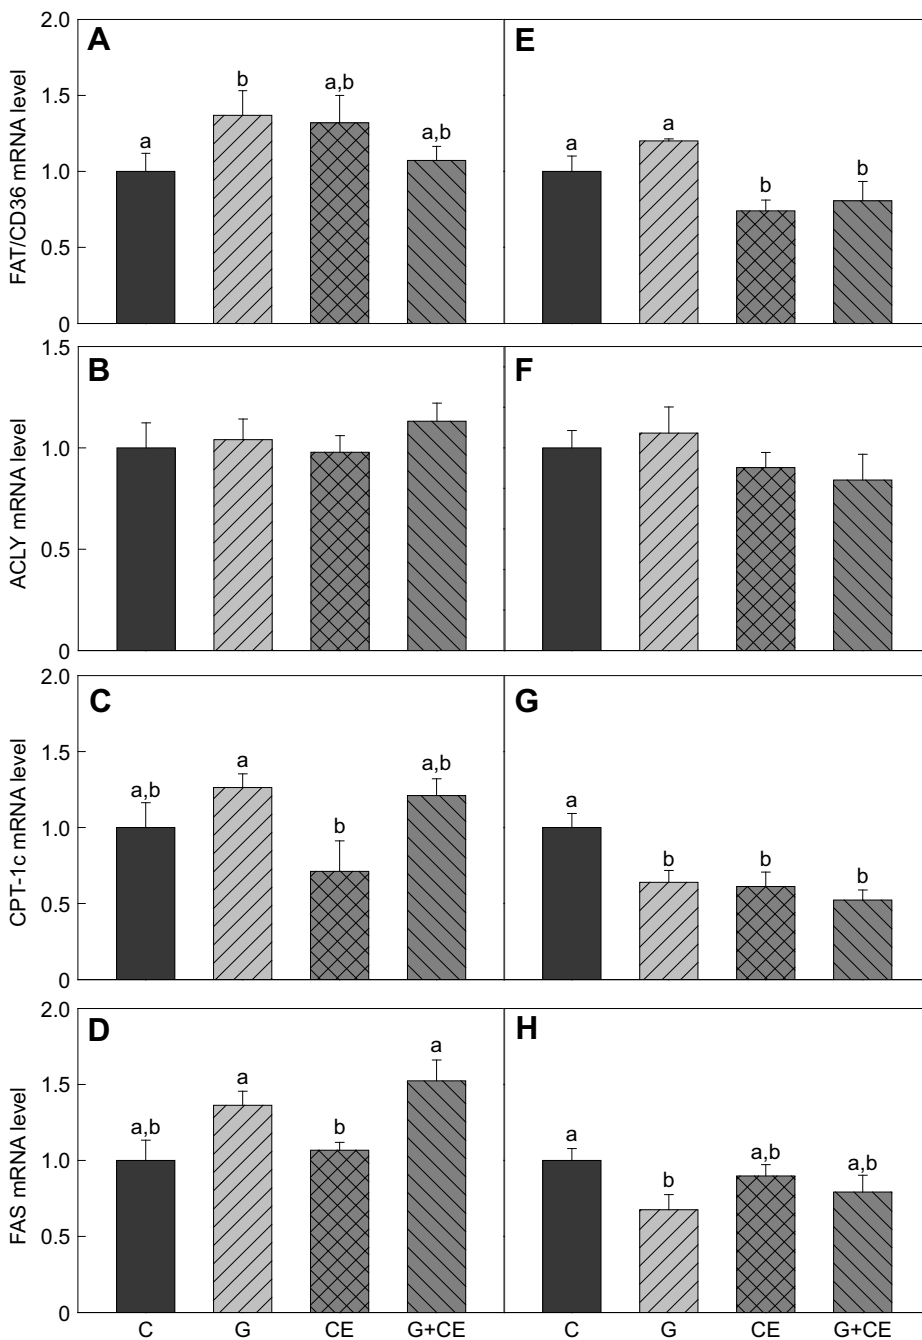 A
E
FAT/CD36 mRNA level
2.0
1.5
1.0
0.5
0
a
b
a,b
a,b
a
a
b
b
B
F
ACLY mRNA level
1.5
1.0
0.5
0
C
G
CPT-1c mRNA level
2.0
1.5
1.0
0.5
0
a,b
a
b
a,b
a
b
b
b
D
H
FAS mRNA level
2.0
1.5
1.0
0.5
0
a,b
a
b
a
a
b
a,b
a,b
C G CE G+CE C G CE G+CE